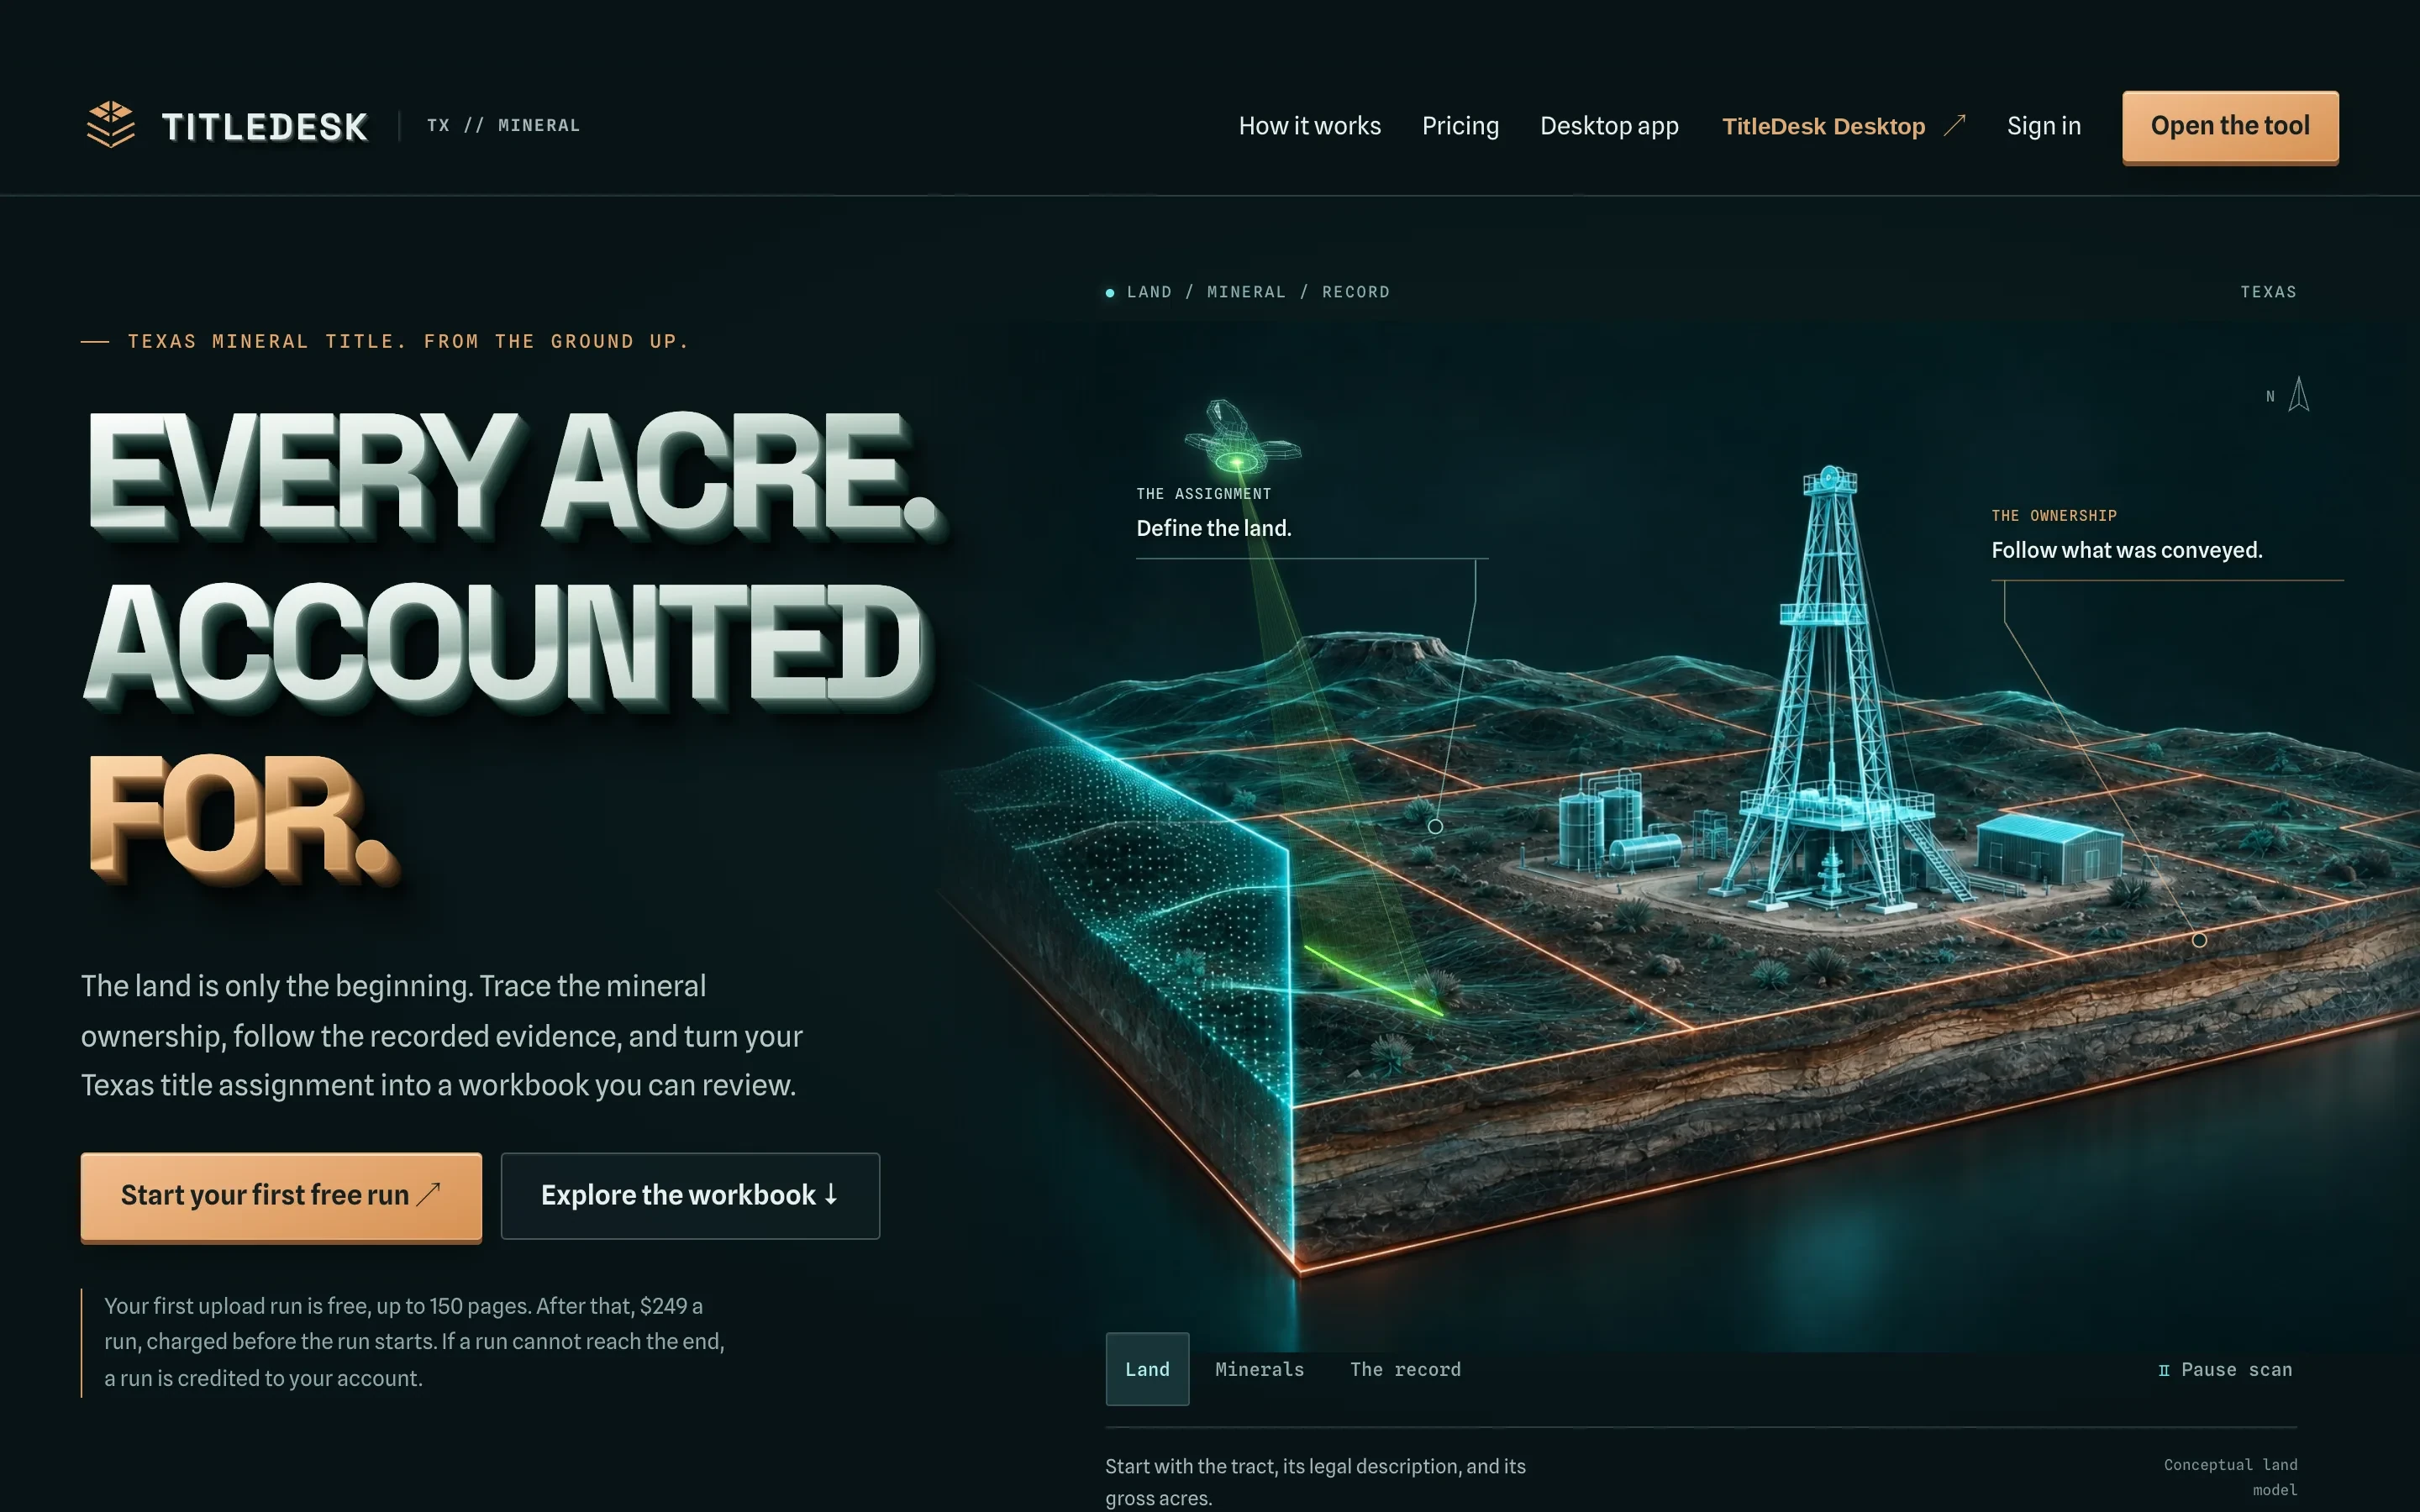 TITLEDESK
TX // MINERAL
How it works
Pricing
Desktop app
TitleDesk Desktop ↗
Sign in
Open the tool
LAND / MINERAL / RECORD
TEXAS
TEXAS MINERAL TITLE. FROM THE GROUND UP.
N
EVERY ACRE.
ACCOUNTED
FOR.
THE ASSIGNMENT
Define the land.
THE OWNERSHIP
Follow what was conveyed.
The land is only the beginning. Trace the mineral
ownership, follow the recorded evidence, and turn your
Texas title assignment into a workbook you can review.
Start your first free run ↗
Explore the workbook ↓
Your first upload run is free, up to 150 pages. After that, $249 a
run, charged before the run starts. If a run cannot reach the end,
a run is credited to your account.
Land
Minerals
The record
Pause scan
Start with the tract, its legal description, and its
gross acres.
Conceptual land
model